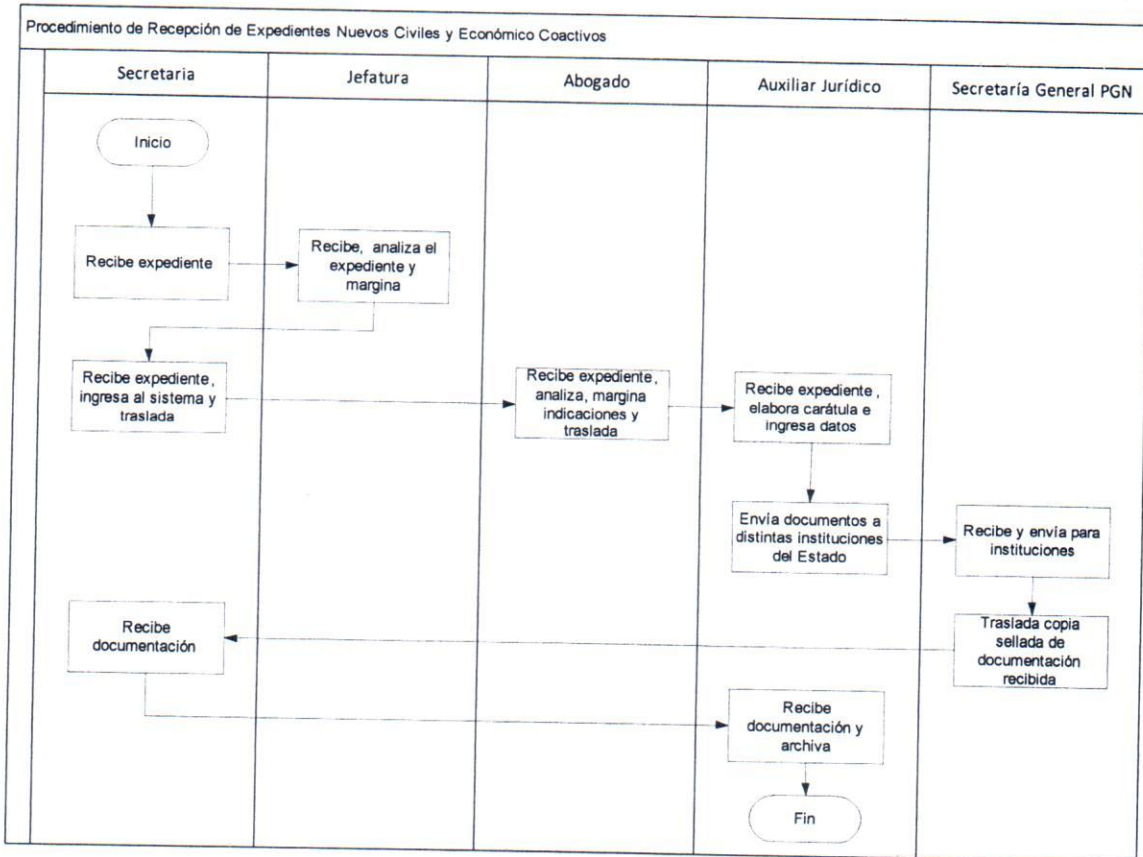 Procedimiento de Recepción de Expedientes Nuevos Civiles y Económico Coactivos
Secretaria
Jefatura
Abogado
Auxiliar Jurídico
Secretaría General PGN
Inicio
Recibe expediente
Recibe, analiza el
expediente y
margina
Recibe expediente,
ingresa al sistema y
traslada
Recibe expediente,
analiza, margina
indicaciones y
traslada
Recibe expediente,
elabora carátula e
ingresa datos
Envía documentos a
distintas instituciones
del Estado
Recibe y envía para
instituciones
Traslada copia
sellada de
documentación
recibida
Recibe
documentación
Recibe
documentación y
archiva
Fin